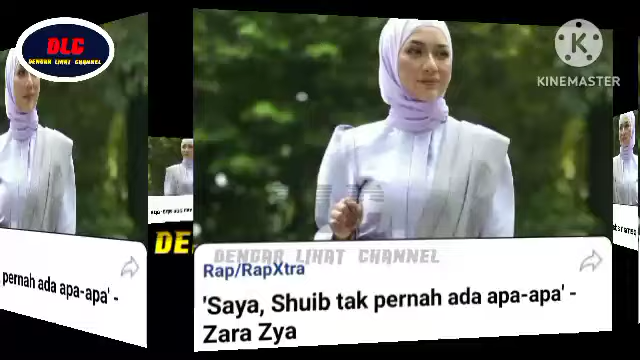 DLC
DENGAR LIHAT CHANNEL
KINEMASTER
DENGAR LIHAT CHANNEL
Rap/RapXtra
'Saya, Shuib tak pernah ada apa-apa' -
Zara Zya
pernah ada apa-apa' -
DE